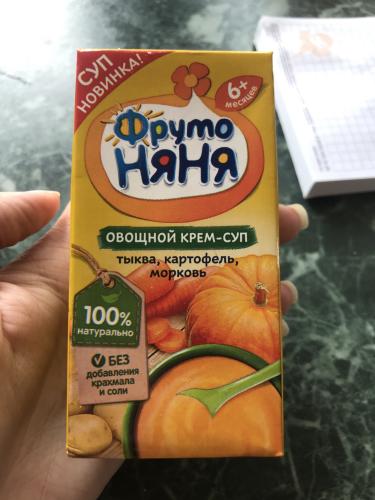 СУП
НОВИНКА!
6+
месяцев
Фруто
НЯНЯ
ОВОЩНОЙ КРЕМ-СУП
тыква, картофель,
морковь
100%
натурально
БЕЗ
добавления
крахмала
и соли